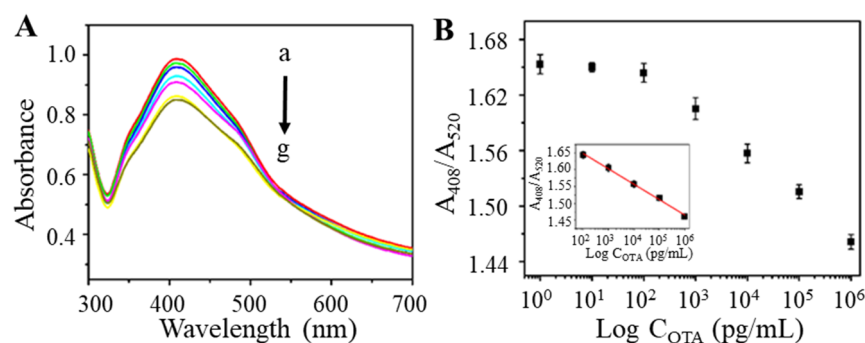 A
a
g
1.0
0.8
0.6
0.4
Absorbance
300
400
500
600
700
Wavelength (nm)
B
1.68
1.62
1.56
1.50
1.44
A₄₀₈/A₅₂₀
1.65
1.60
1.55
1.50
1.45
A₄₀₈/A₅₂₀
10² 10³ 10⁴ 10⁵ 10⁶
Log C_OTA (pg/mL)
10⁰ 10¹ 10² 10³ 10⁴ 10⁵ 10⁶
Log C_OTA (pg/mL)